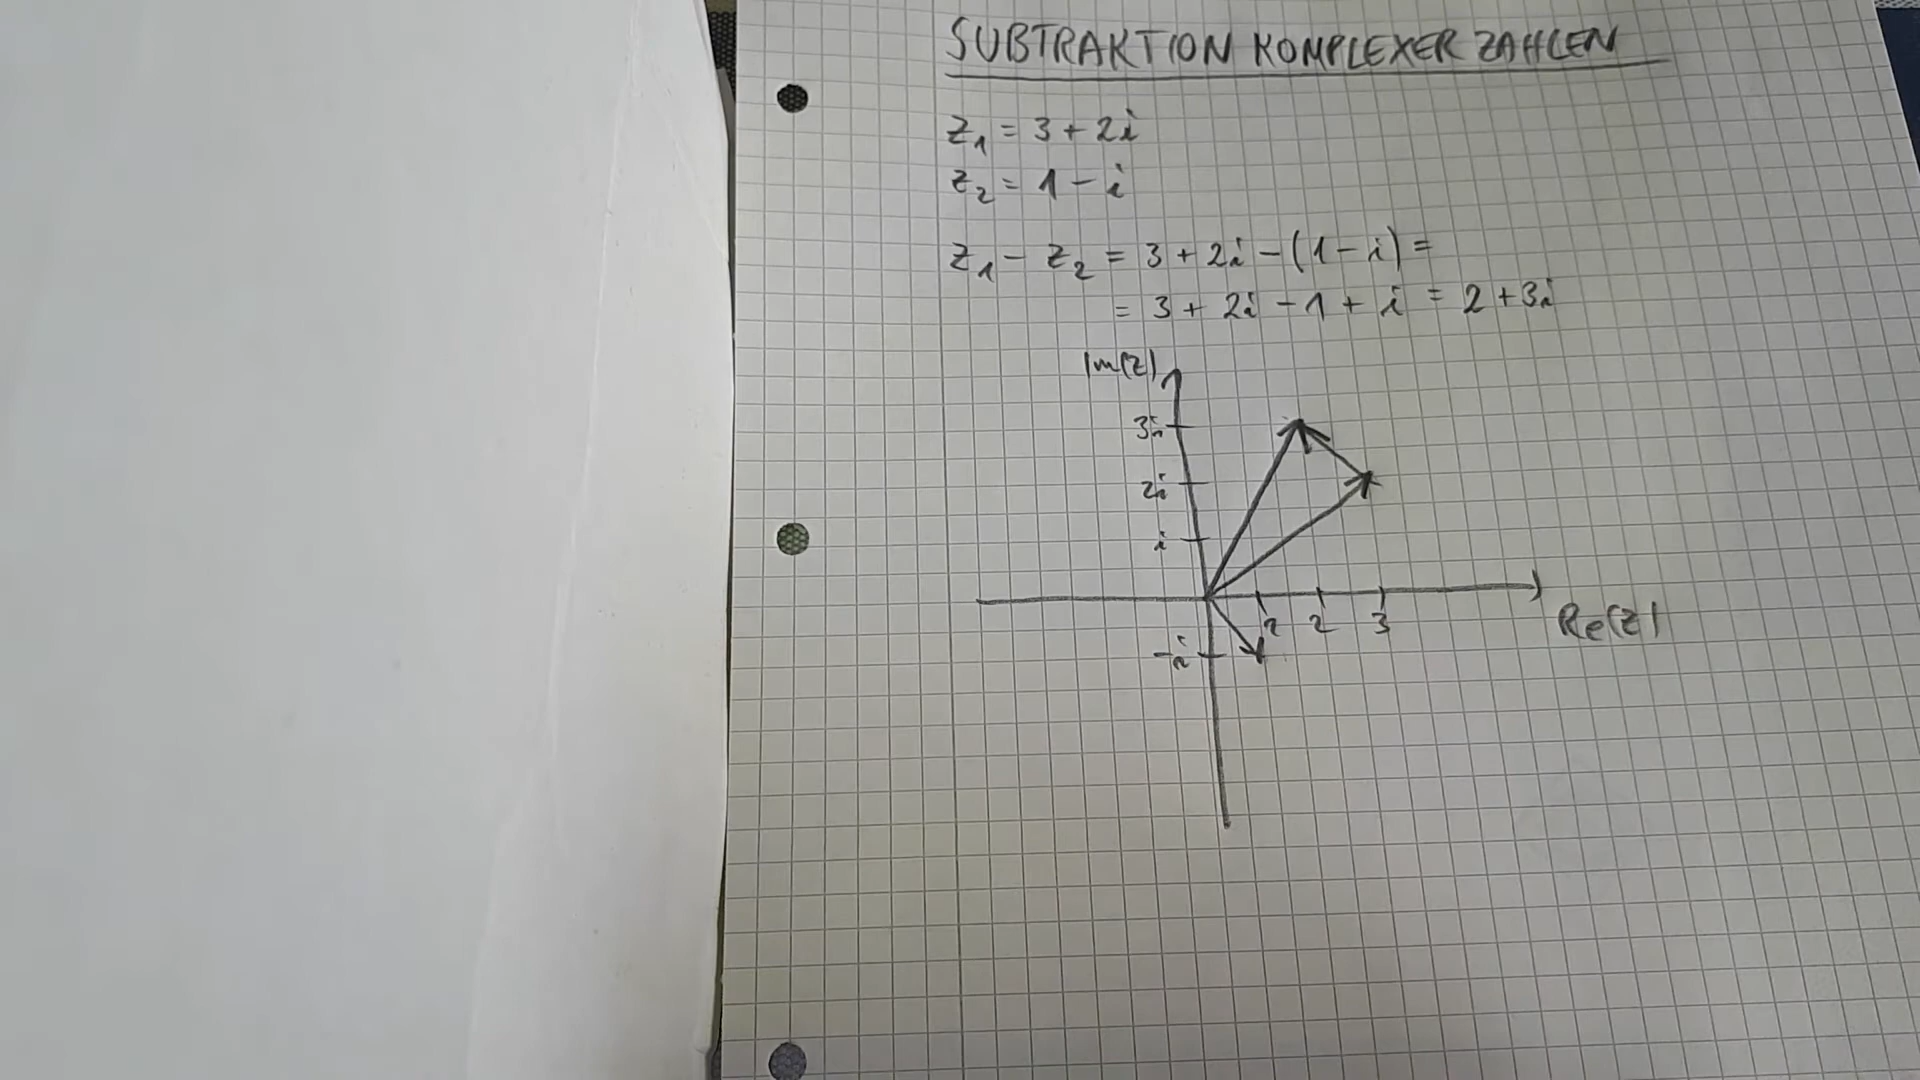 SUBTRAKTION KOMPLEXER ZAHLEN
z₁ = 3 + 2i
z₂ = 1 - i
z₁ - z₂ = 3 + 2i - (1 - i) =
= 3 + 2i - 1 + i = 2 + 3i
Im(z)
3i
2i
i
1 2 3
Re(z)
-i